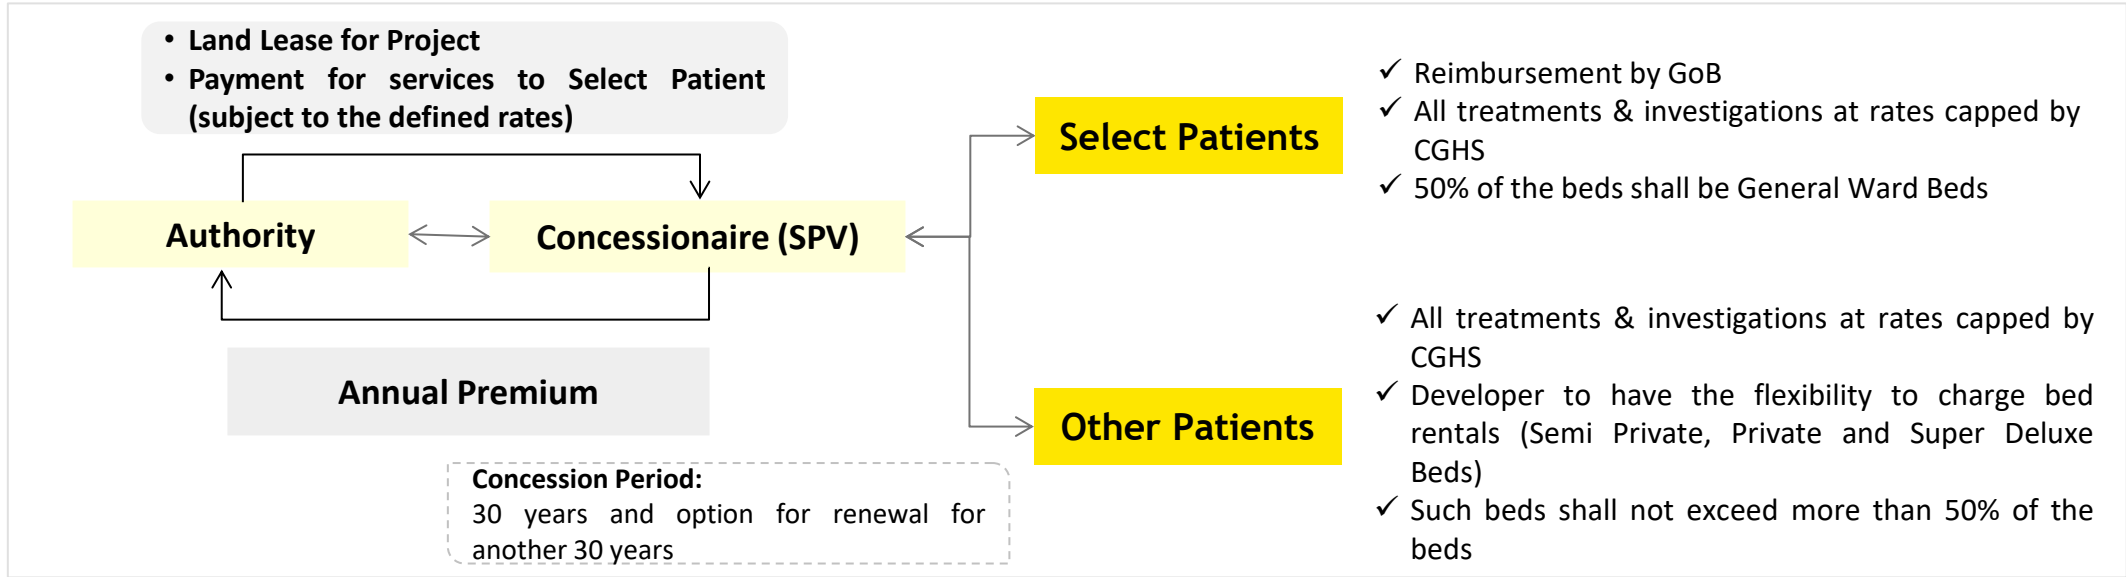 • Land Lease for Project
• Payment for services to Select Patient
(subject to the defined rates)
Authority
Concessionaire (SPV)
Annual Premium
Concession Period:
30 years and option for renewal for
another 30 years
Select Patients
✓ Reimbursement by GoB
✓ All treatments & investigations at rates capped by
CGHS
✓ 50% of the beds shall be General Ward Beds
Other Patients
✓ All treatments & investigations at rates capped by
CGHS
✓ Developer to have the flexibility to charge bed
rentals (Semi Private, Private and Super Deluxe
Beds)
✓ Such beds shall not exceed more than 50% of the
beds